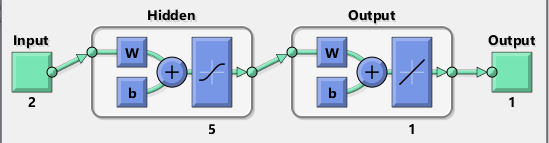 Hidden Output
Input Output
W W
+ +
b b
2 1
5 1